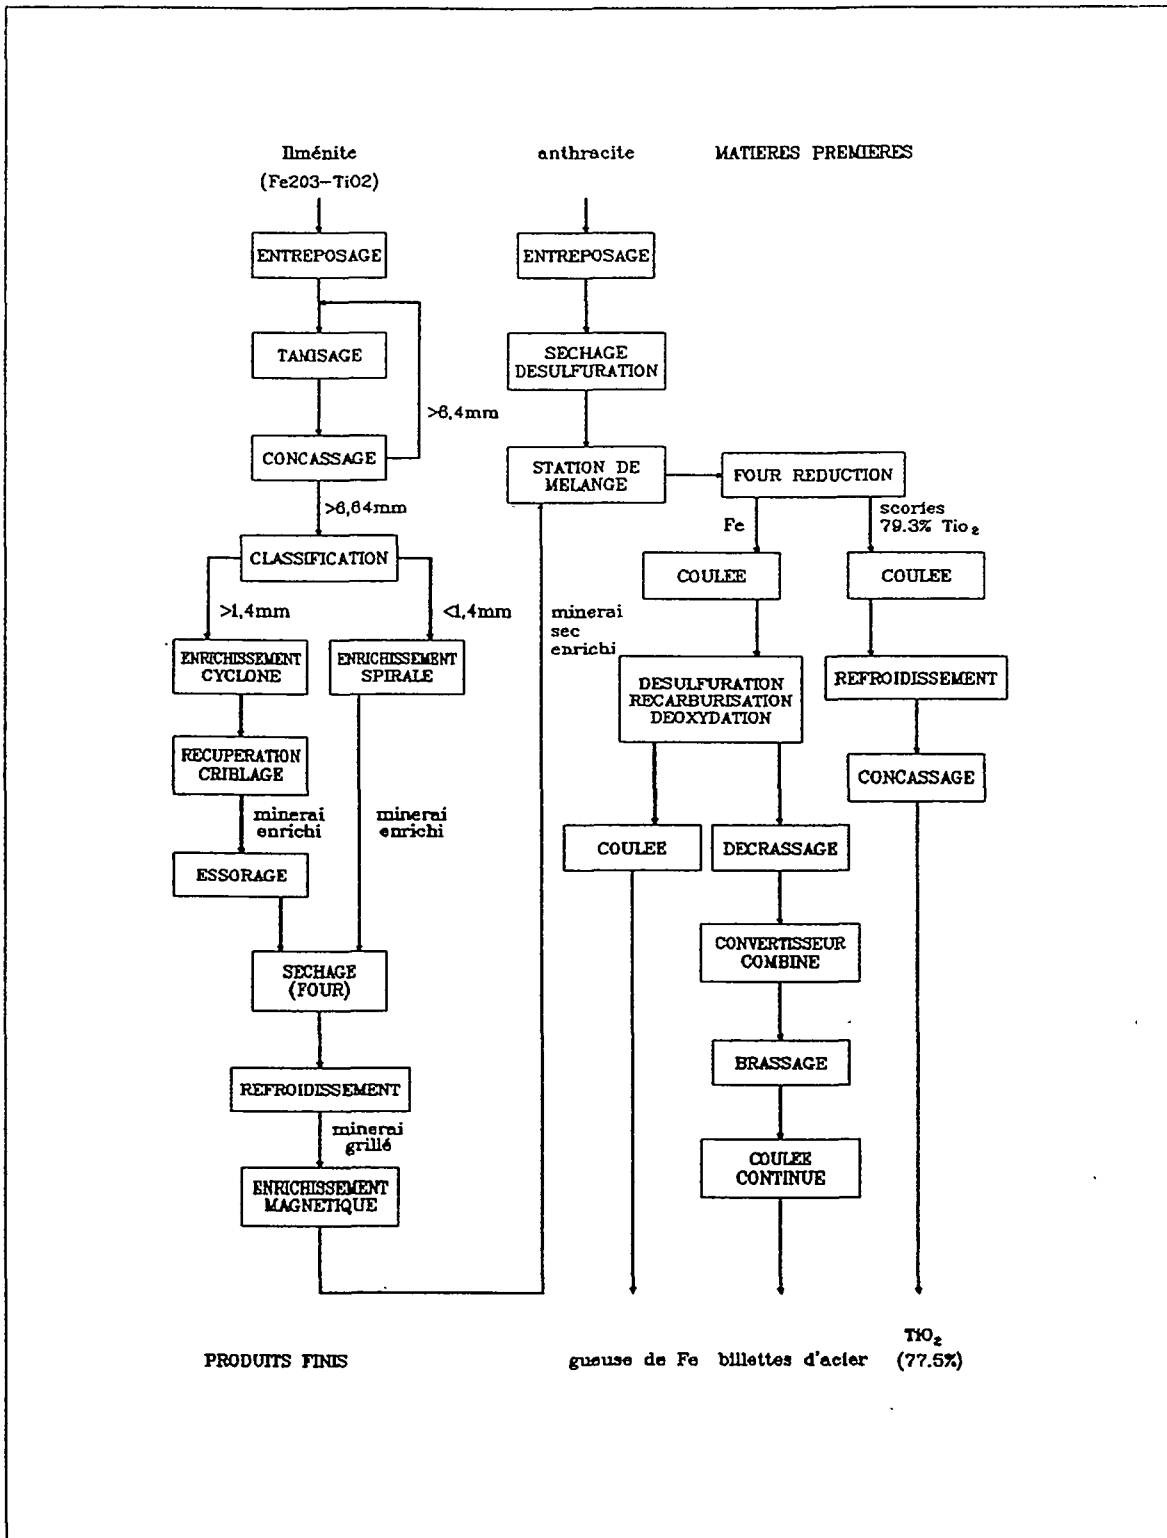 Ilménite
(Fe203-TiO2)
anthracite
MATIERES PREMIERES
ENTREPOSAGE
ENTREPOSAGE
TAMISAGE
SECHAGE
DESULFURATION
>6,4mm
CONCASSAGE
STATION DE
MELANGE
FOUR REDUCTION
>6,64mm
Fe
scories
79.3% Tio2
CLASSIFICATION
COULEE
COULEE
>1,4mm
<1,4mm
minerai
sec
enrichi
ENRICHISSEMENT
CYCLONE
ENRICHISSEMENT
SPIRALE
DESULFURATION
RECARBURISATION
DEOXYDATION
REFROIDISSEMENT
RECUPERATION
CRIBLAGE
CONCASSAGE
minerai
enrichi
minerai
enrichi
COULEE
DECRASSAGE
ESSORAGE
CONVERTISSEUR
COMBINE
SECHAGE
(FOUR)
BRASSAGE
REFROIDISSEMENT
minerai
grillé
COULEE
CONTINUE
ENRICHISSEMENT
MAGNETIQUE
PRODUITS FINIS
gueuse de Fe
billettes d'acier
TiO2
(77.5%)